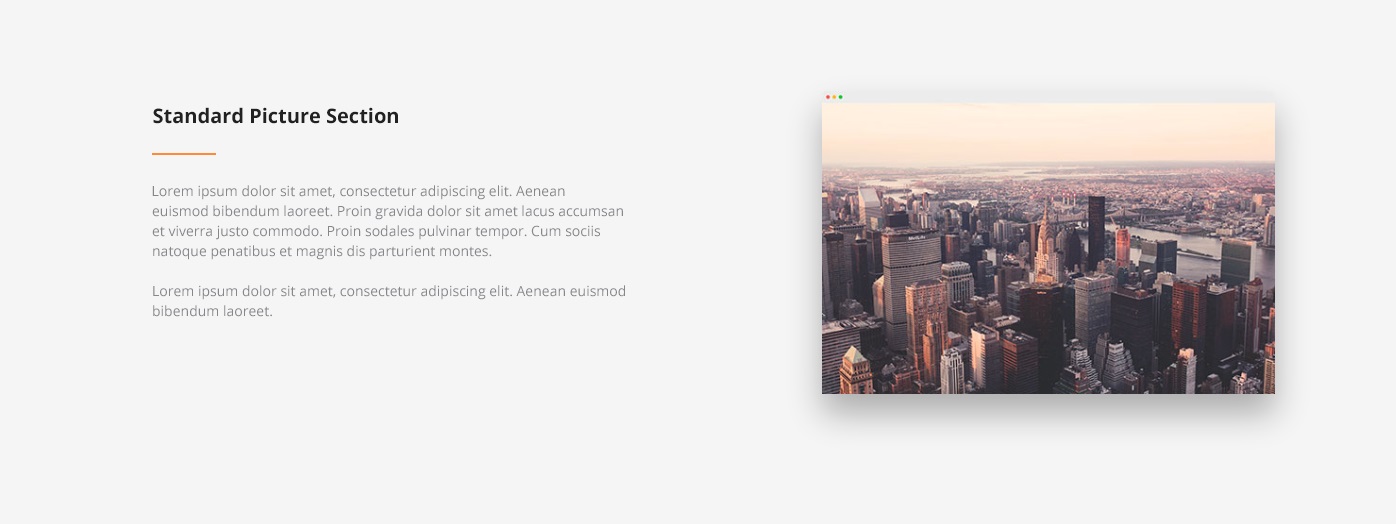 Standard Picture Section
Lorem ipsum dolor sit amet, consectetur adipiscing elit. Aenean
euismod bibendum laoreet. Proin gravida dolor sit amet lacus accumsan
et viverra justo commodo. Proin sodales pulvinar tempor. Cum sociis
natoque penatibus et magnis dis parturient montes.
Lorem ipsum dolor sit amet, consectetur adipiscing elit. Aenean euismod
bibendum laoreet.